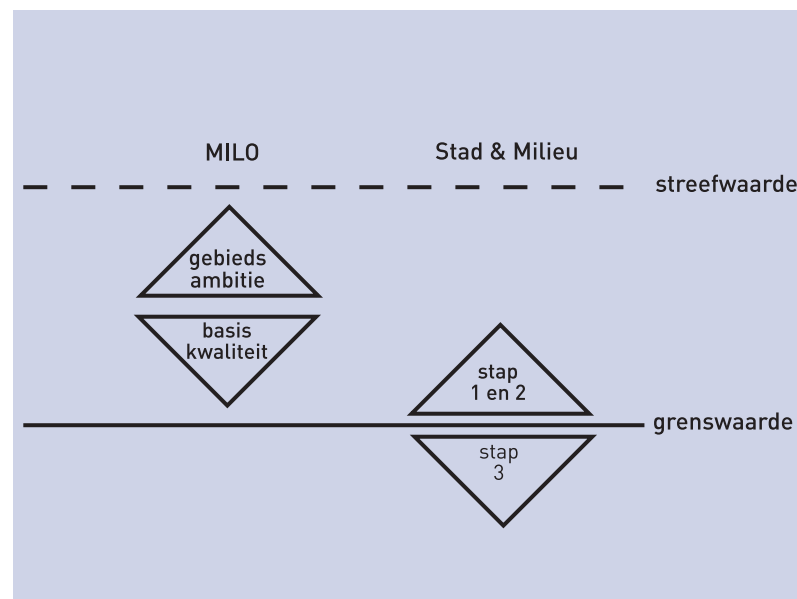 MILO
Stad & Milieu
streefwaarde
gebieds
ambitie
basis
kwaliteit
stap
1 en 2
grenswaarde
stap
3